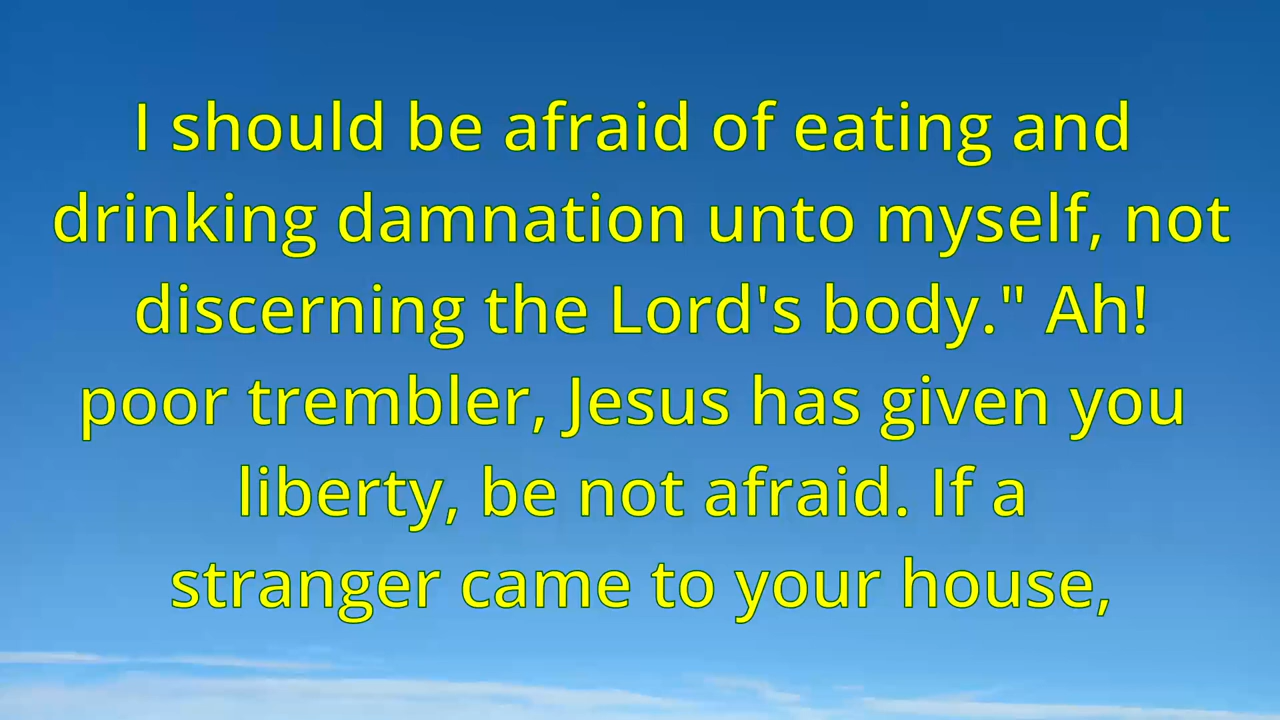 I should be afraid of eating and
drinking damnation unto myself, not
discerning the Lord's body." Ah!
poor trembler, Jesus has given you
liberty, be not afraid. If a
stranger came to your house,